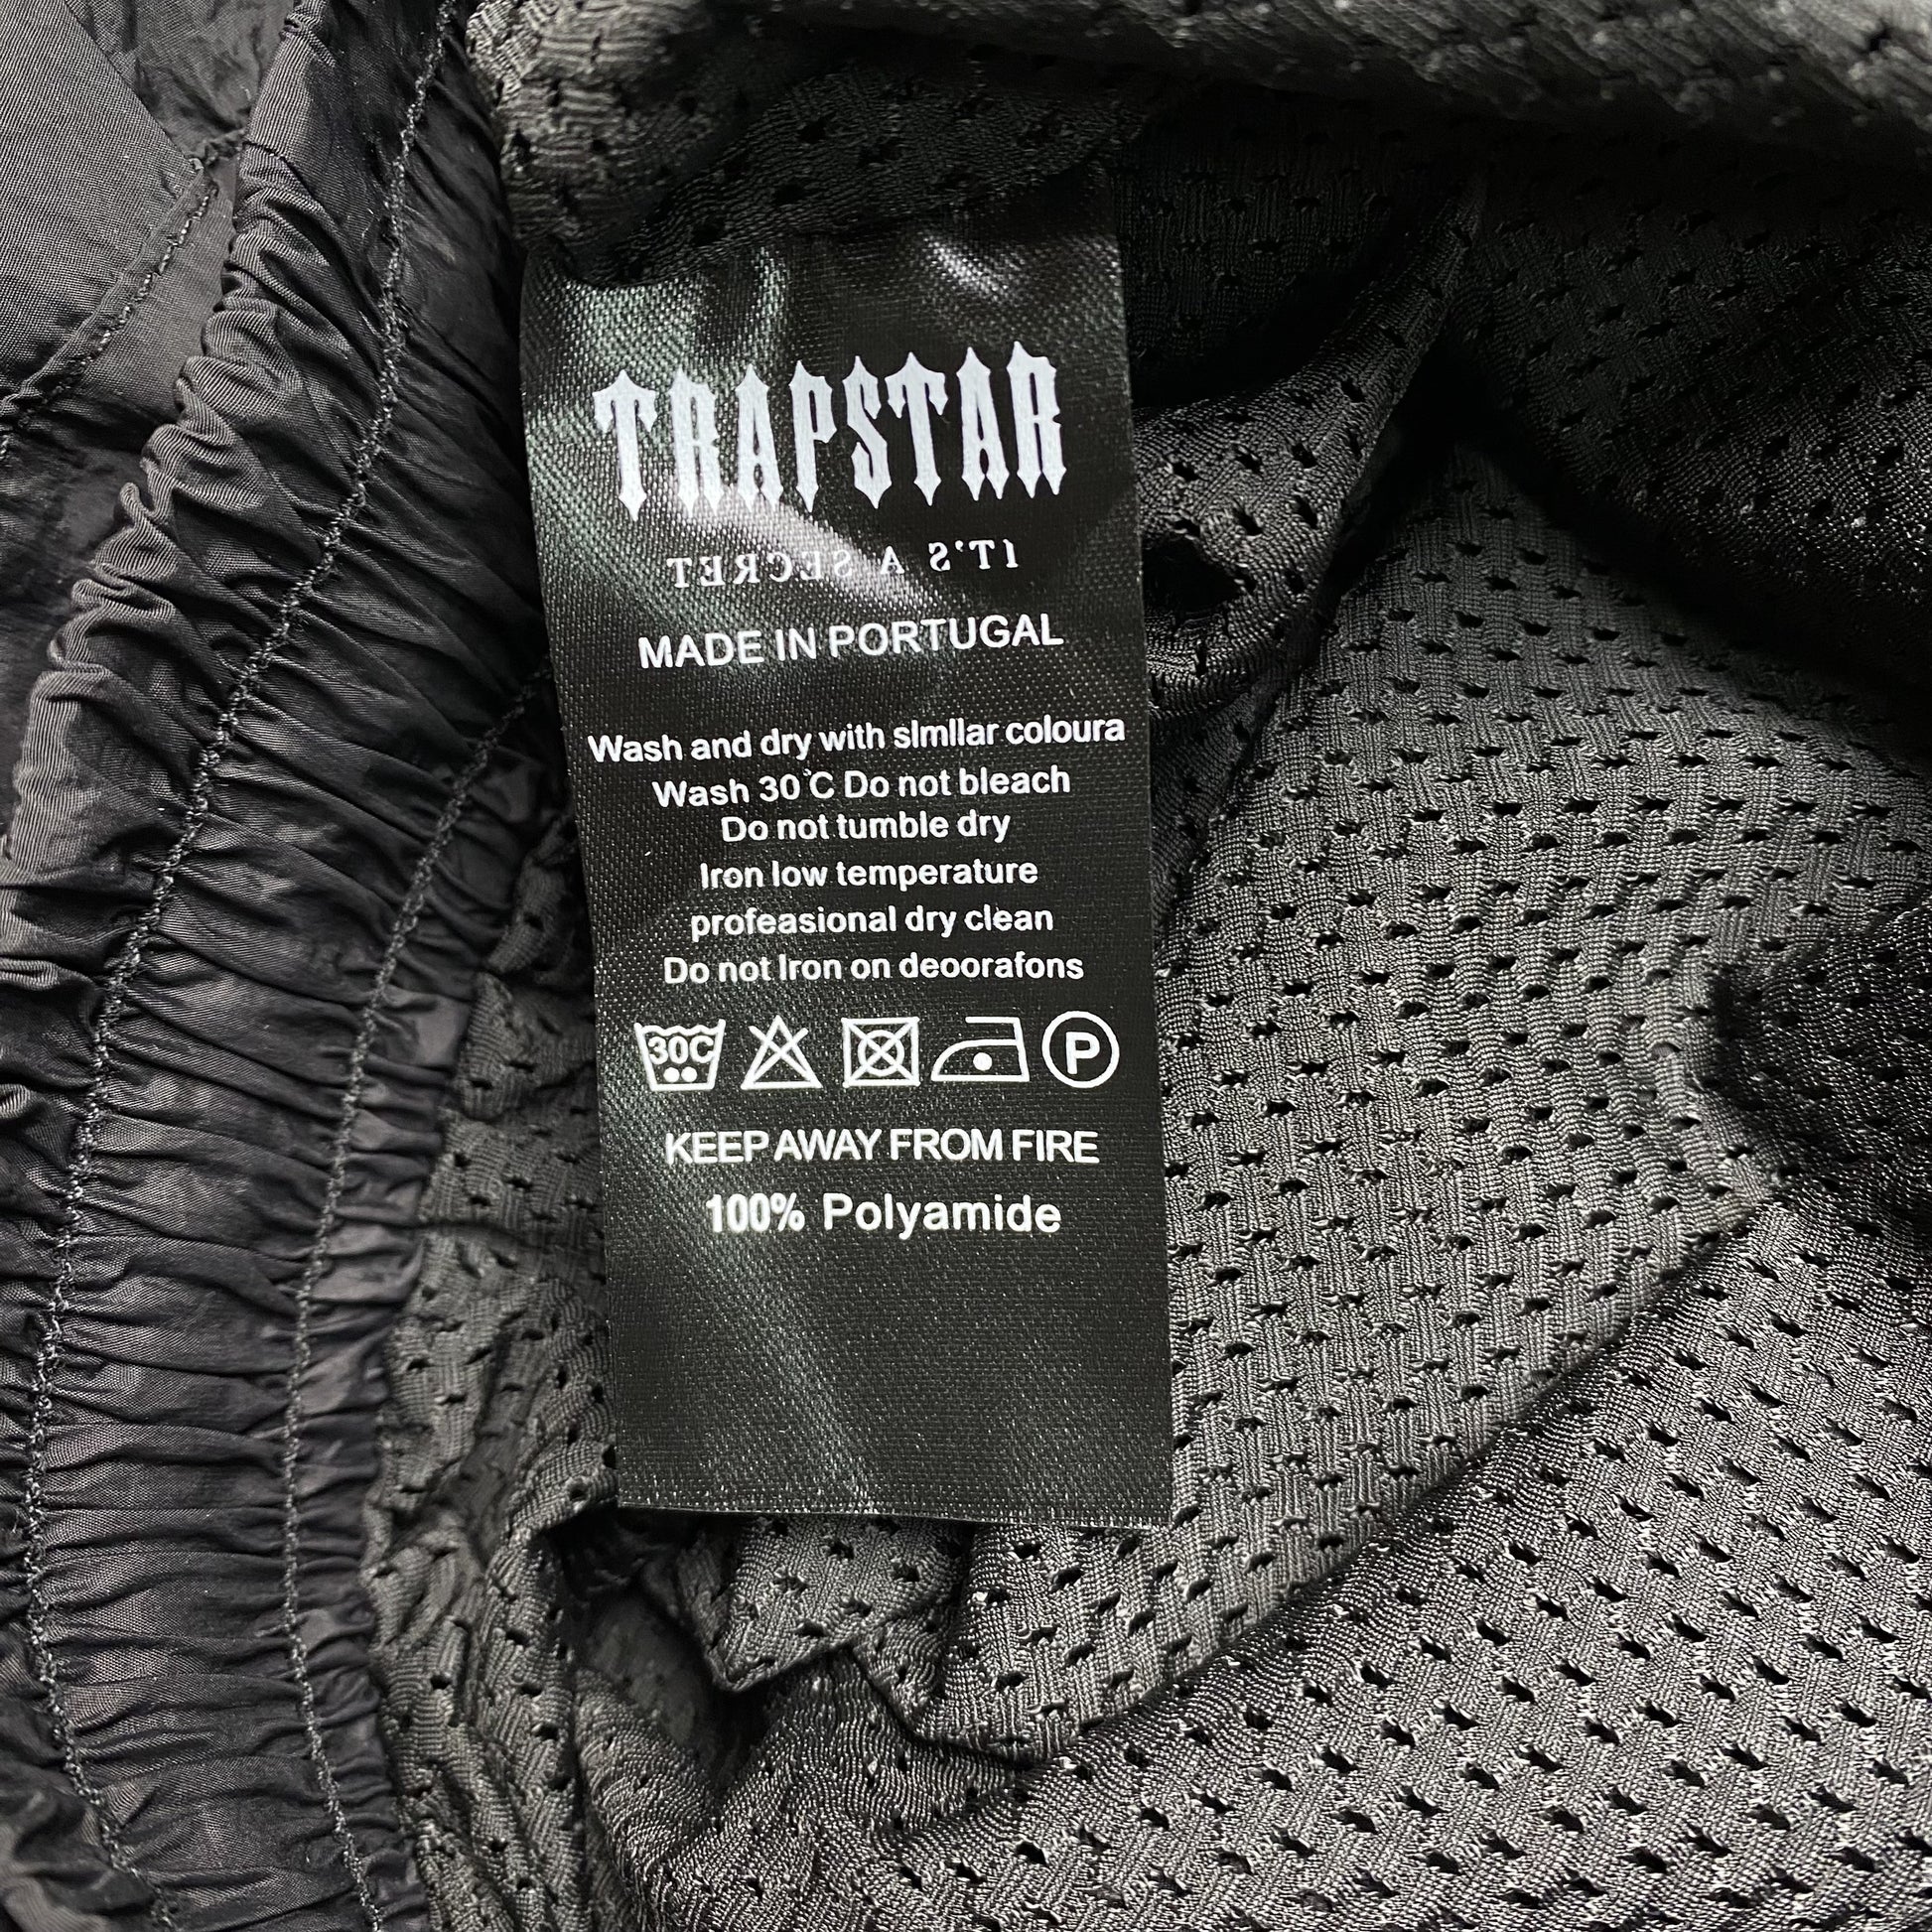 TRAPSTAR
IT'S A SECRET
MADE IN PORTUGAL
Wash and dry with slmllar coloura
Wash 30°C Do not bleach
Do not tumble dry
Iron low temperature
profeasional dry clean
Do not Iron on deoorafons
30C P
KEEP AWAY FROM FIRE
100% Polyamide